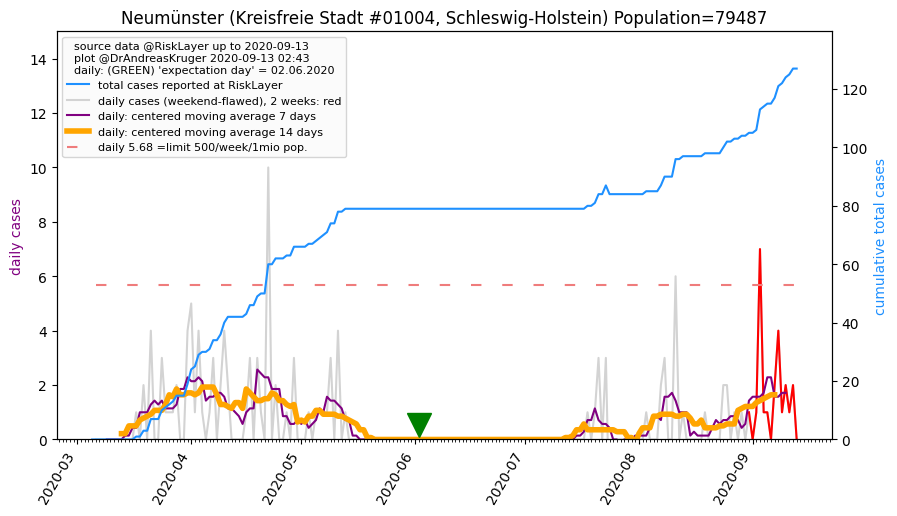 Neumünster (Kreisfreie Stadt #01004, Schleswig-Holstein) Population=79487
source data @RiskLayer up to 2020-09-13
plot @DrAndreasKruger 2020-09-13 02:43
daily: (GREEN) 'expectation day' = 02.06.2020
total cases reported at RiskLayer
daily cases (weekend-flawed), 2 weeks: red
daily: centered moving average 7 days
daily: centered moving average 14 days
daily 5.68 =limit 500/week/1mio pop.
daily cases
14
12
10
8
6
4
2
0
cumulative total cases
120
100
80
60
40
20
0
2020-03
2020-04
2020-05
2020-06
2020-07
2020-08
2020-09